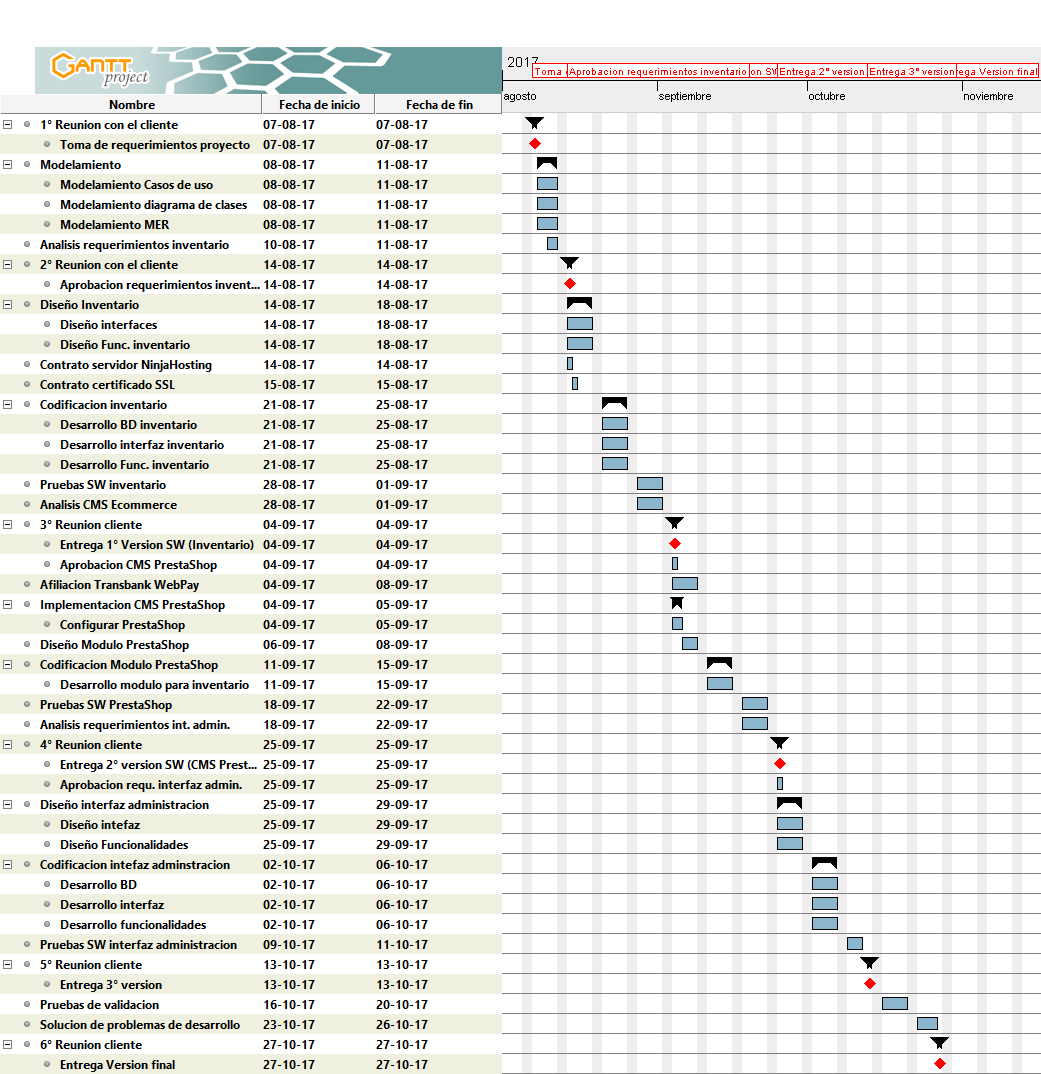 GANTT
project
2017
Toma
Aprobacion requerimientos inventario
on SW
Entrega 2° version
Entrega 3° version
ega Version final
agosto septiembre octubre noviembre
Nombre Fecha de inicio Fecha de fin
1° Reunion con el cliente 07-08-17 07-08-17
Toma de requerimientos proyecto 07-08-17 07-08-17
Modelamiento 08-08-17 11-08-17
Modelamiento Casos de uso 08-08-17 11-08-17
Modelamiento diagrama de clases 08-08-17 11-08-17
Modelamiento MER 08-08-17 11-08-17
Analisis requerimientos inventario 10-08-17 11-08-17
2° Reunion con el cliente 14-08-17 14-08-17
Aprobacion requerimientos invent... 14-08-17 14-08-17
Diseño Inventario 14-08-17 18-08-17
Diseño interfaces 14-08-17 18-08-17
Diseño Func. inventario 14-08-17 18-08-17
Contrato servidor NinjaHosting 14-08-17 14-08-17
Contrato certificado SSL 15-08-17 15-08-17
Codificacion inventario 21-08-17 25-08-17
Desarrollo BD inventario 21-08-17 25-08-17
Desarrollo interfaz inventario 21-08-17 25-08-17
Desarrollo Func. inventario 21-08-17 25-08-17
Pruebas SW inventario 28-08-17 01-09-17
Analisis CMS Ecommerce 28-08-17 01-09-17
3° Reunion cliente 04-09-17 04-09-17
Entrega 1° Version SW (Inventario) 04-09-17 04-09-17
Aprobacion CMS PrestaShop 04-09-17 04-09-17
Afiliacion Transbank WebPay 04-09-17 08-09-17
Implementacion CMS PrestaShop 04-09-17 05-09-17
Configurar PrestaShop 04-09-17 05-09-17
Diseño Modulo PrestaShop 06-09-17 08-09-17
Codificacion Modulo PrestaShop 11-09-17 15-09-17
Desarrollo modulo para inventario 11-09-17 15-09-17
Pruebas SW PrestaShop 18-09-17 22-09-17
Analisis requerimientos int. admin. 18-09-17 22-09-17
4° Reunion cliente 25-09-17 25-09-17
Entrega 2° version SW (CMS Prest... 25-09-17 25-09-17
Aprobacion requ. interfaz admin. 25-09-17 25-09-17
Diseño interfaz administracion 25-09-17 29-09-17
Diseño intefaz 25-09-17 29-09-17
Diseño Funcionalidades 25-09-17 29-09-17
Codificacion intefaz adminstracion 02-10-17 06-10-17
Desarrollo BD 02-10-17 06-10-17
Desarrollo interfaz 02-10-17 06-10-17
Desarrollo funcionalidades 02-10-17 06-10-17
Pruebas SW interfaz administracion 09-10-17 11-10-17
5° Reunion cliente 13-10-17 13-10-17
Entrega 3° version 13-10-17 13-10-17
Pruebas de validacion 16-10-17 20-10-17
Solucion de problemas de desarrollo 23-10-17 26-10-17
6° Reunion cliente 27-10-17 27-10-17
Entrega Version final 27-10-17 27-10-17